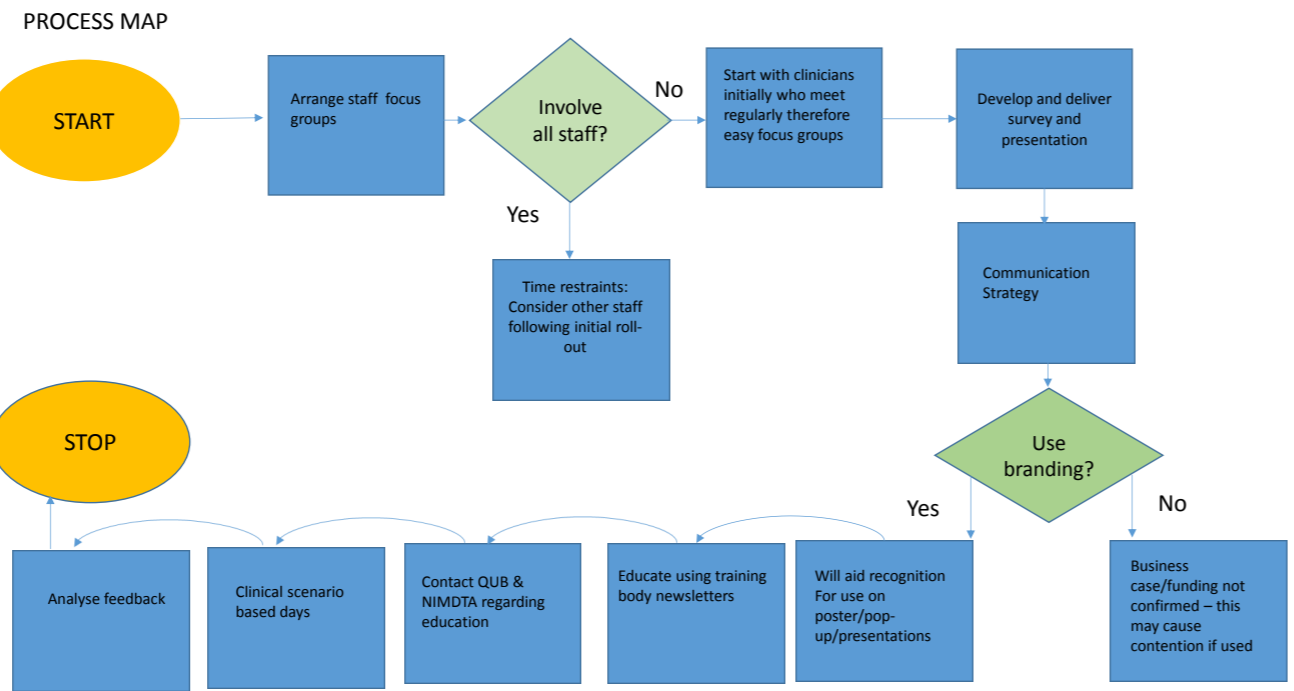 PROCESS MAP
START
Arrange staff focus
groups
Involve
all staff?
No
Start with clinicians
initially who meet
regularly therefore
easy focus groups
Develop and deliver
survey and
presentation
Yes
Time restraints:
Consider other staff
following initial roll-
out
Communication
Strategy
Use
branding?
Yes
No
Business
case/funding not
confirmed – this
may cause
contention if used
Will aid recognition
For use on
poster/pop-
up/presentations
Educate using training
body newsletters
Contact QUB &
NIMDTA regarding
education
Clinical scenario
based days
Analyse feedback
STOP